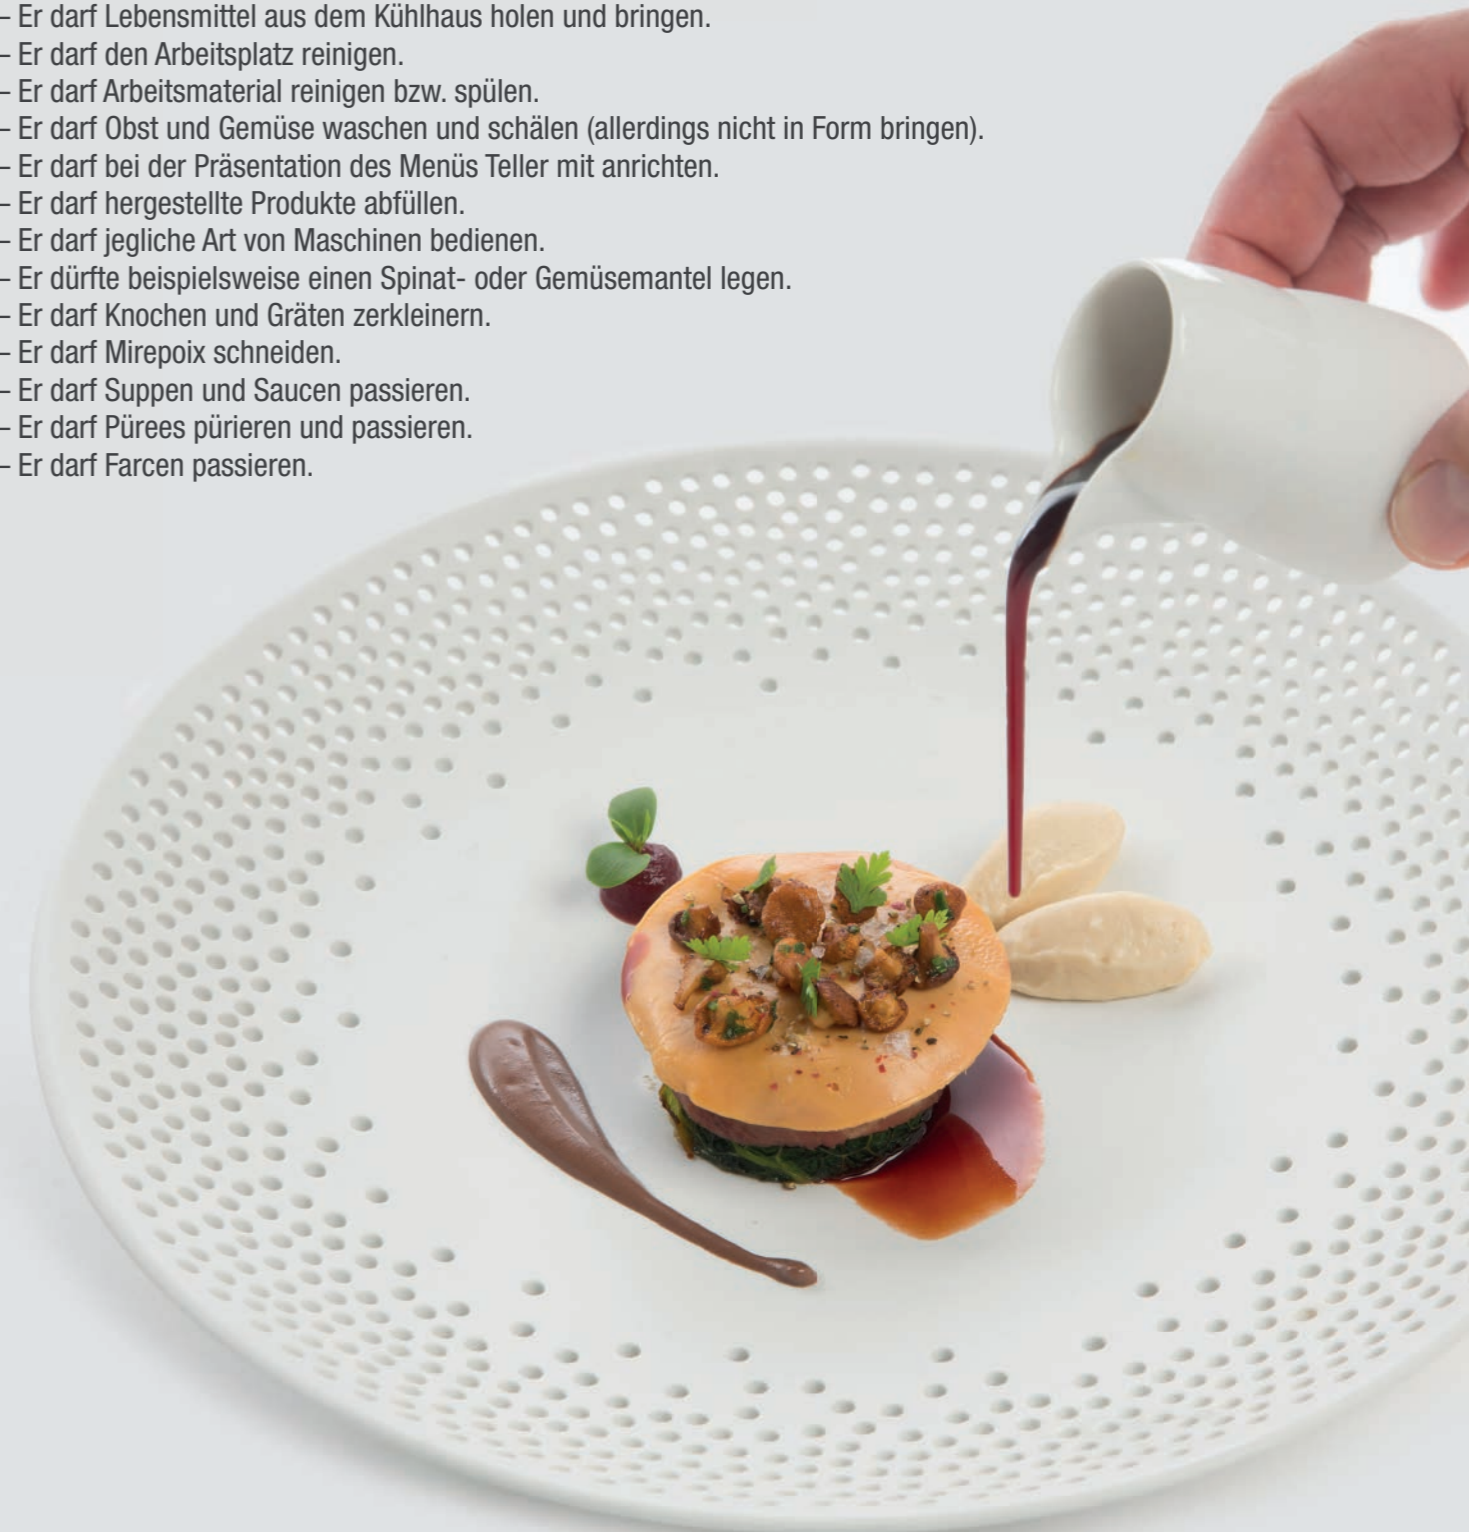 – Er darf Lebensmittel aus dem Kühlhaus holen und bringen.
– Er darf den Arbeitsplatz reinigen.
– Er darf Arbeitsmaterial reinigen bzw. spülen.
– Er darf Obst und Gemüse waschen und schälen (allerdings nicht in Form bringen).
– Er darf bei der Präsentation des Menüs Teller mit anrichten.
– Er darf hergestellte Produkte abfüllen.
– Er darf jegliche Art von Maschinen bedienen.
– Er dürfte beispielsweise einen Spinat- oder Gemüsemantel legen.
– Er darf Knochen und Gräten zerkleinern.
– Er darf Mirepoix schneiden.
– Er darf Suppen und Saucen passieren.
– Er darf Pürees pürieren und passieren.
– Er darf Farcen passieren.